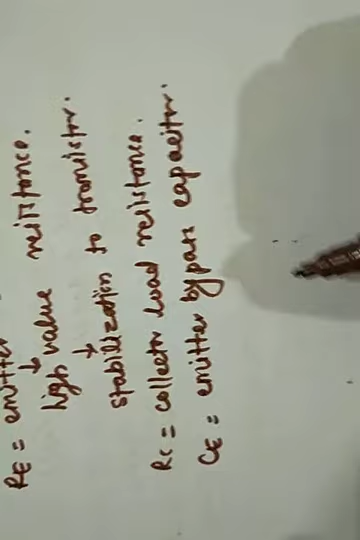 RE = emitter resistance.
↓
high value
↓
stabilization to transistor.
RC = collector load resistance.
CE = emitter bypass capacitor.